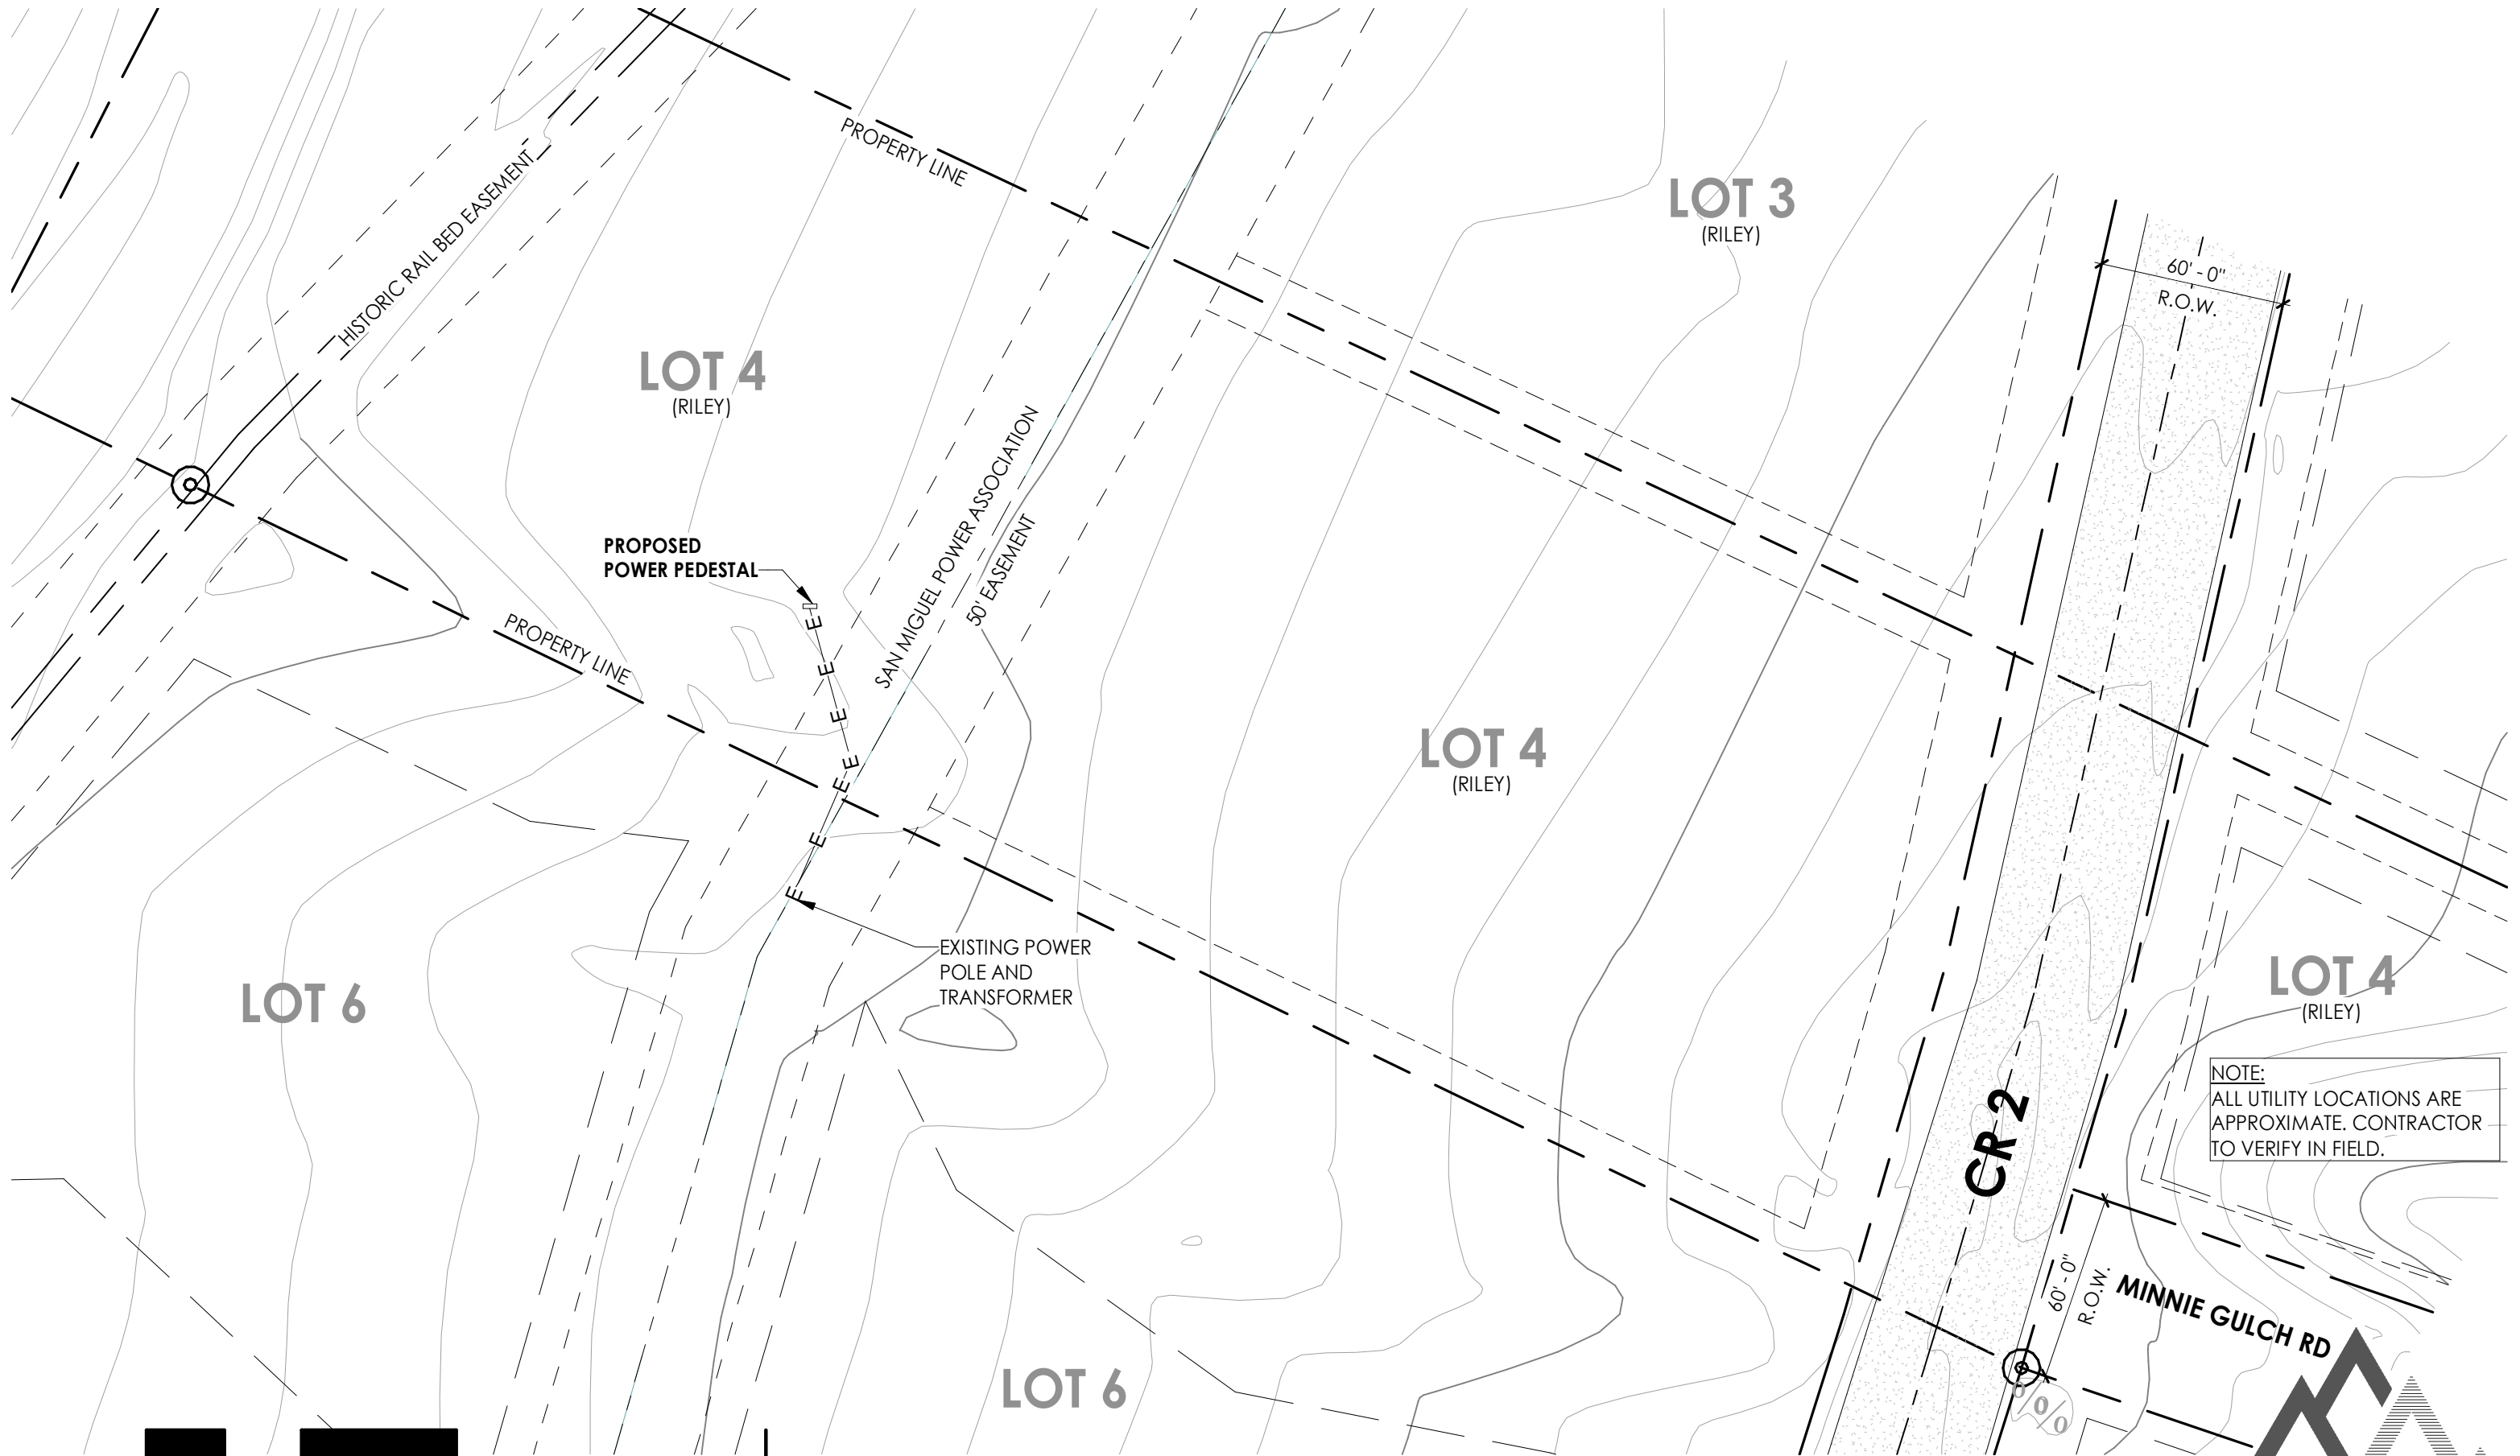 PROPERTY LINE
HISTORIC RAIL BED EASEMENT
LOT 3
(RILEY)
60' - 0"
R.O.W.
LOT 4
(RILEY)
SAN MIGUEL POWER ASSOCIATION
50' EASEMENT
PROPOSED
POWER PEDESTAL
E
E
E
E
E
E
E
PROPERTY LINE
LOT 4
(RILEY)
EXISTING POWER
POLE AND
TRANSFORMER
LOT 6
LOT 4
(RILEY)
NOTE:
ALL UTILITY LOCATIONS ARE
APPROXIMATE. CONTRACTOR
TO VERIFY IN FIELD.
CR 2
60' - 0"
R.O.W.
MINNIE GULCH RD
LOT 6